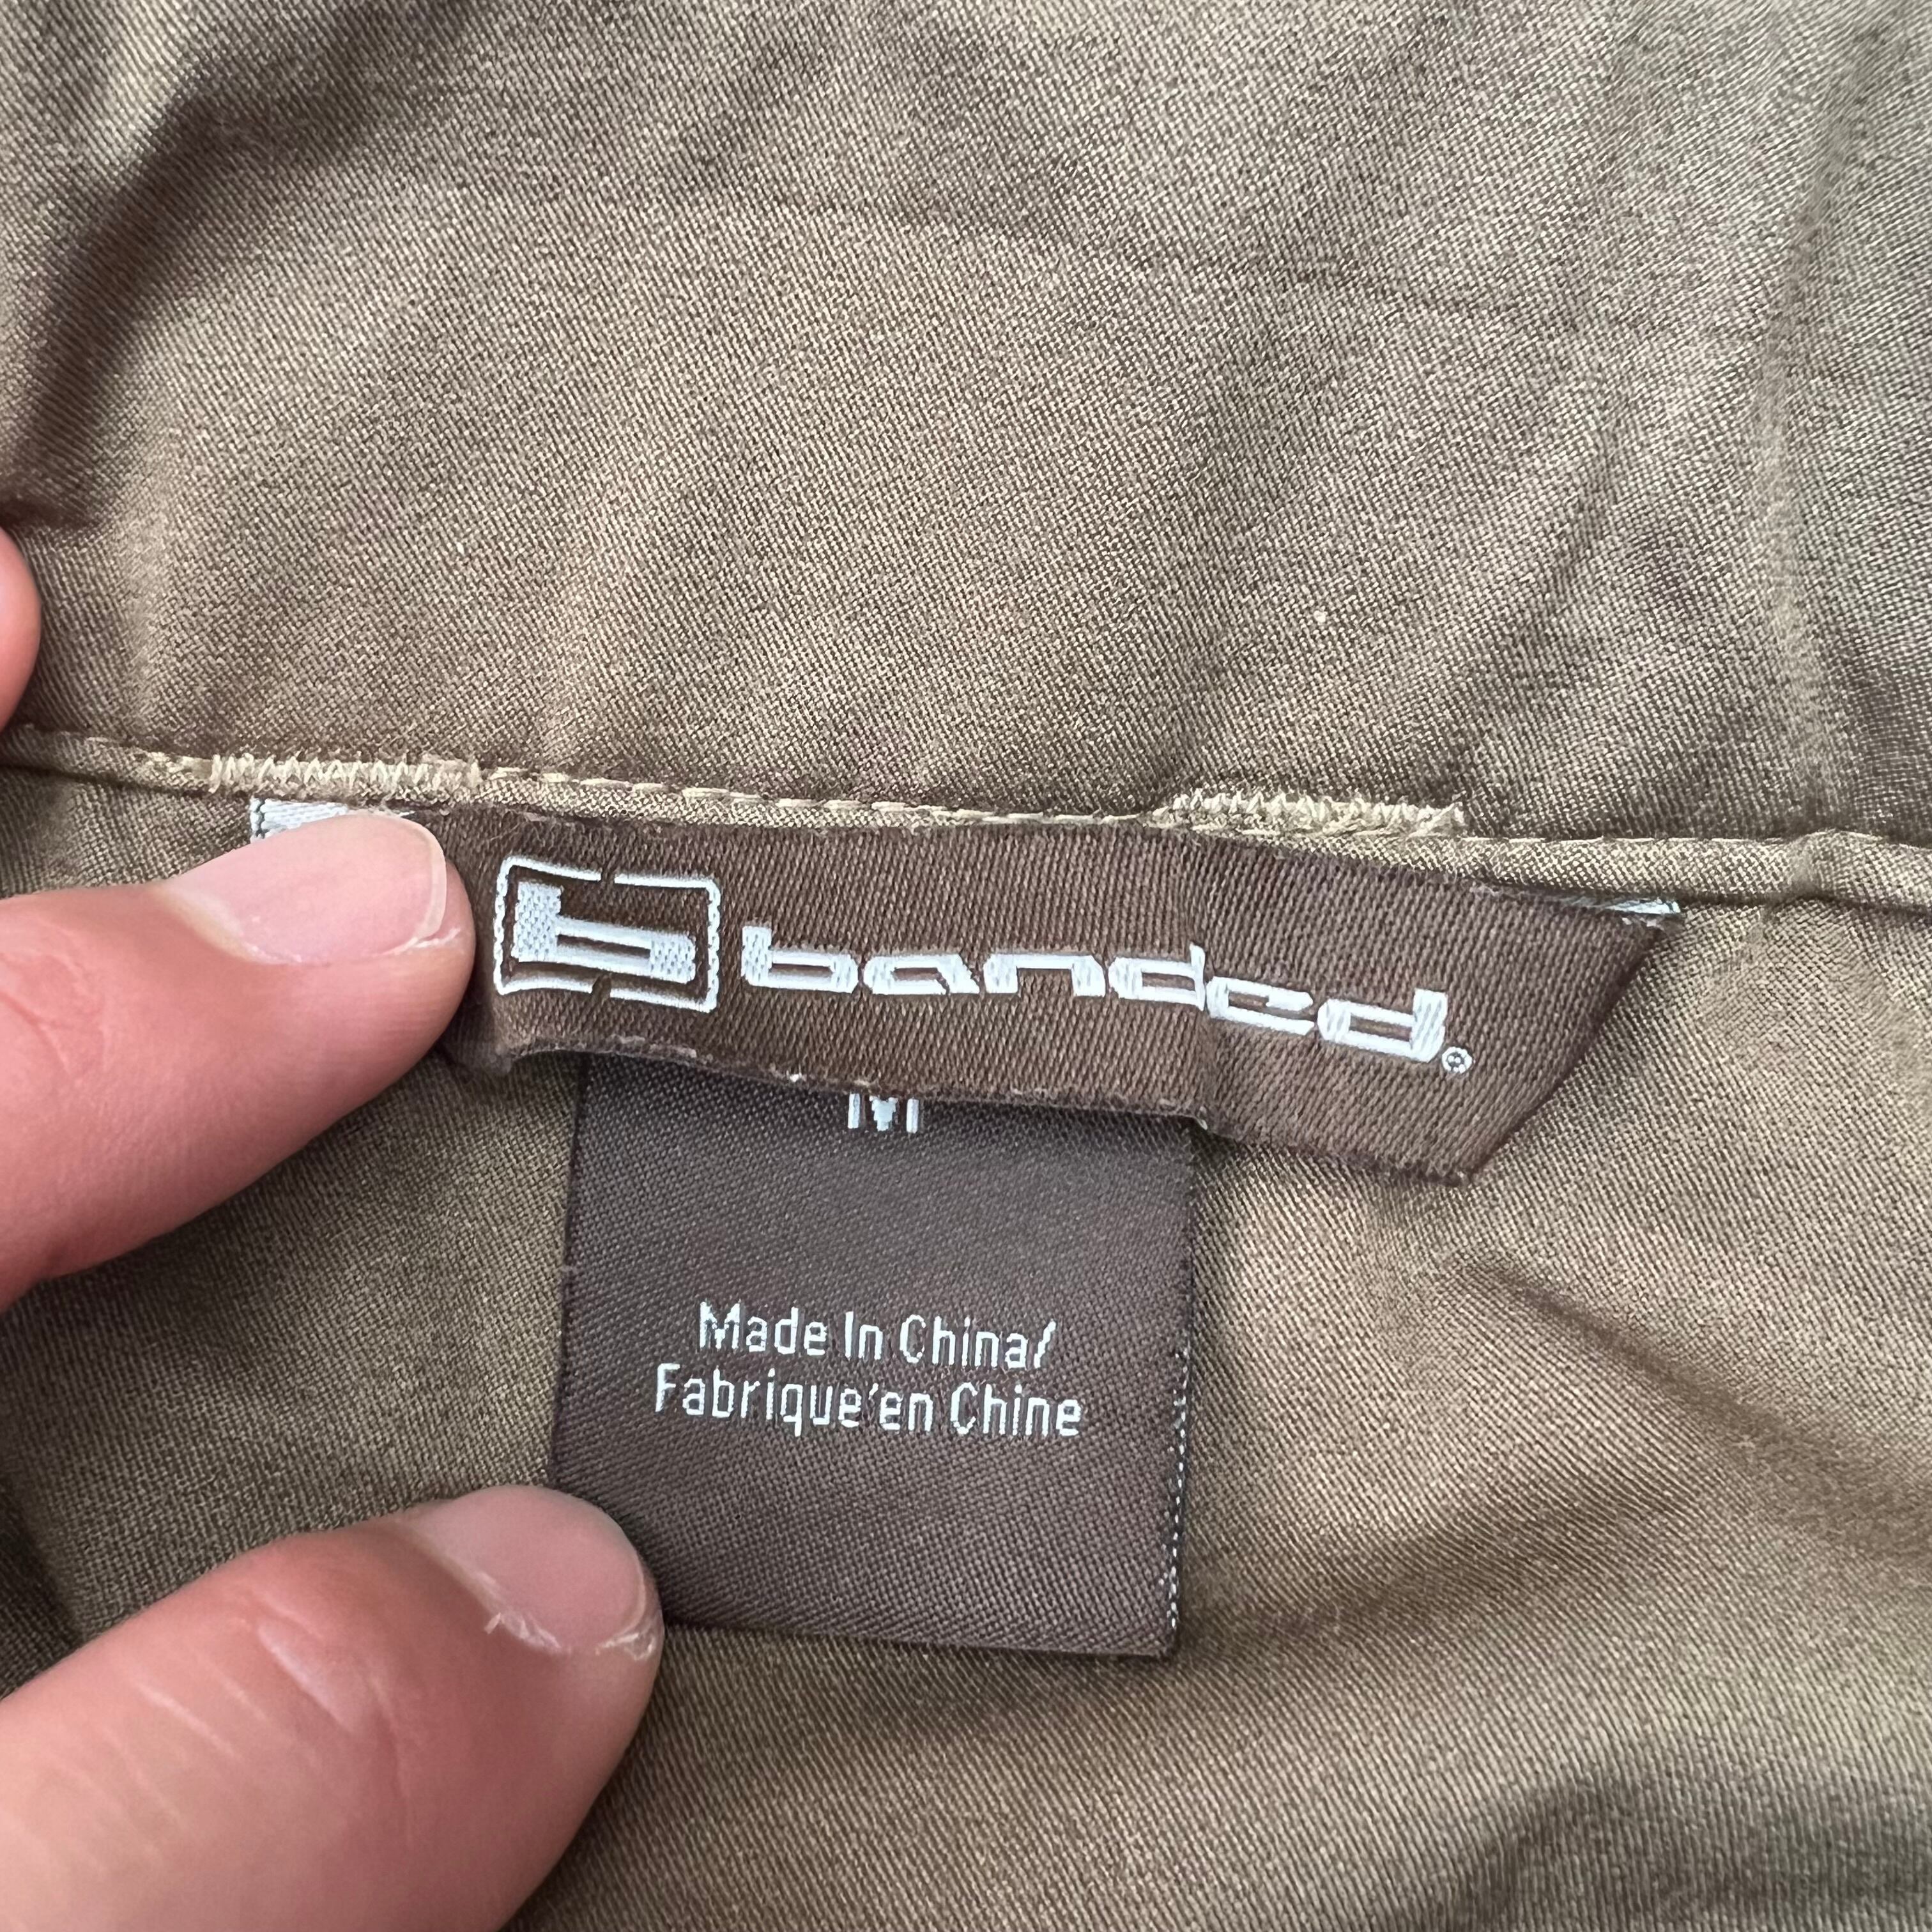 b banded®
M
Made In China/
Fabrique'en Chine